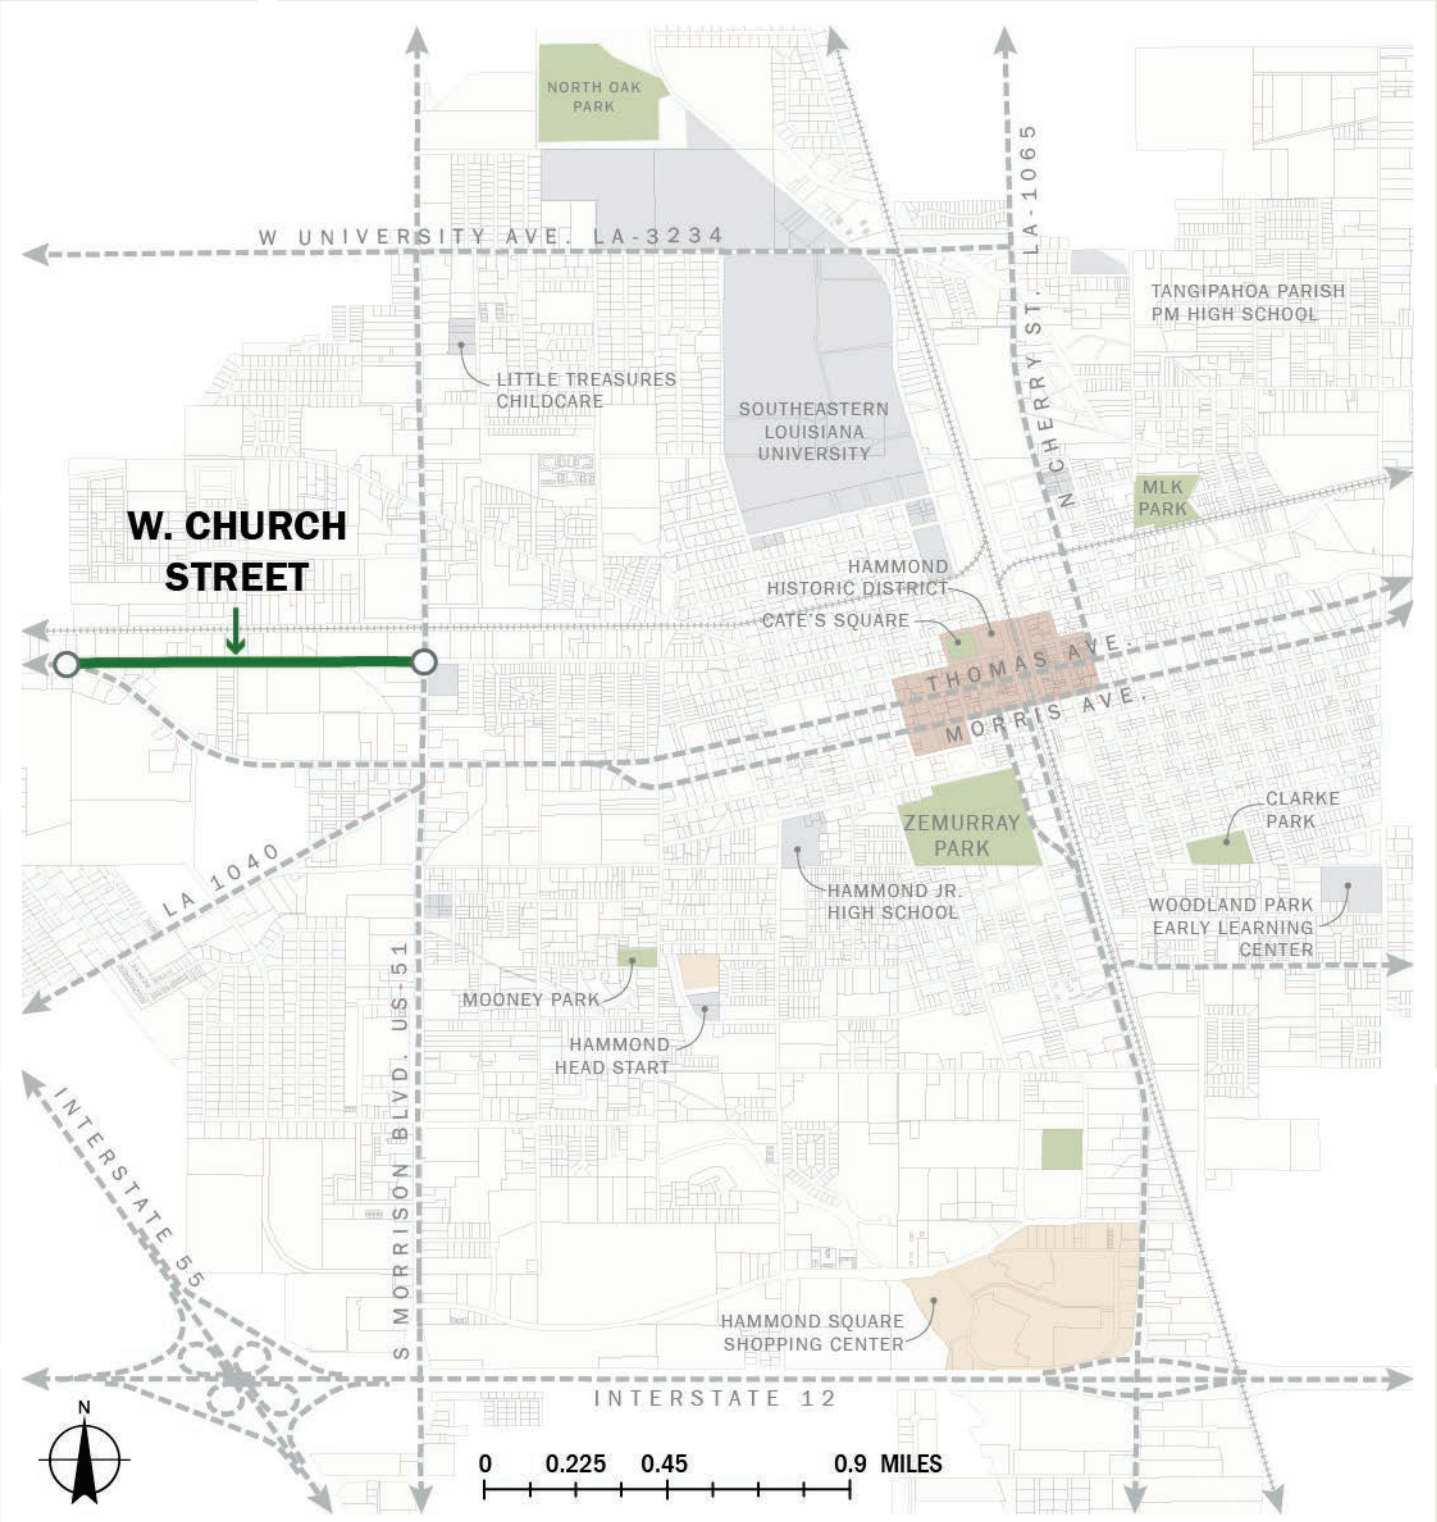 NORTH OAK
PARK
W UNIVERSITY AVE. LA-3234
N CHERRY ST. LA-1065
TANGIPAHOA PARISH
PM HIGH SCHOOL
LITTLE TREASURES
CHILDCARE
SOUTHEASTERN
LOUISIANA
UNIVERSITY
MLK
PARK
W. CHURCH
STREET
HAMMOND
HISTORIC DISTRICT
CATE'S SQUARE
THOMAS AVE.
MORRIS AVE.
CLARKE
PARK
ZEMURRAY
PARK
LA 1040
HAMMOND JR.
HIGH SCHOOL
WOODLAND PARK
EARLY LEARNING
CENTER
MOONEY PARK
HAMMOND
HEAD START
S MORRISON BLVD. US-51
INTERSTATE 55
HAMMOND SQUARE
SHOPPING CENTER
INTERSTATE 12
N
0 0.225 0.45 0.9 MILES